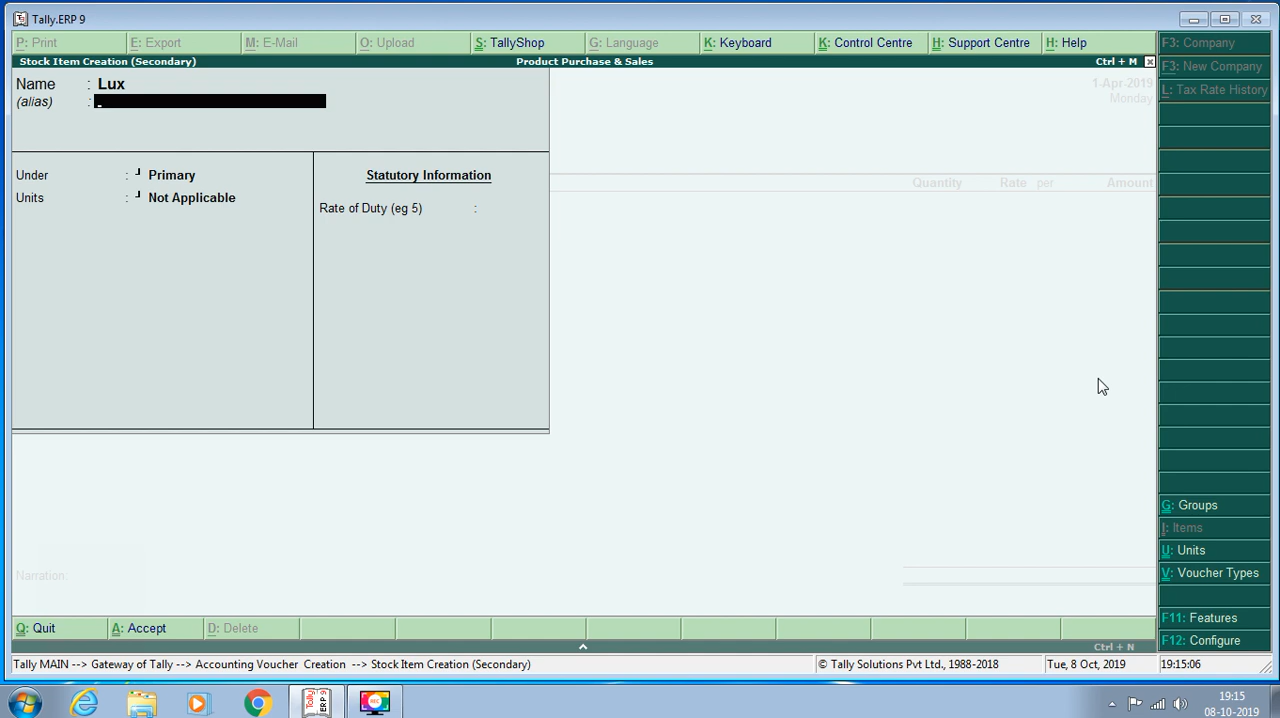 Tally.ERP 9
P: Print E: Export M: E-Mail O: Upload S: TallyShop G: Language K: Keyboard K: Control Centre H: Support Centre H: Help
F3: Company
Stock Item Creation (Secondary) Product Purchase & Sales Ctrl + M
F3: New Company
Name : Lux
1-Apr-2019
L: Tax Rate History
(alias) :
Monday
Under : Primary
Statutory Information
Quantity Rate per Amount
Units : Not Applicable
Rate of Duty (eg 5) :
G: Groups
I: Items
U: Units
Narration:
V: Voucher Types
F11: Features
Q: Quit A: Accept D: Delete
F12: Configure
Ctrl + N
Tally MAIN --> Gateway of Tally --> Accounting Voucher Creation --> Stock Item Creation (Secondary) © Tally Solutions Pvt Ltd., 1988-2018 Tue, 8 Oct, 2019 19:15:06
Tally
REC
19:15
08-10-2019